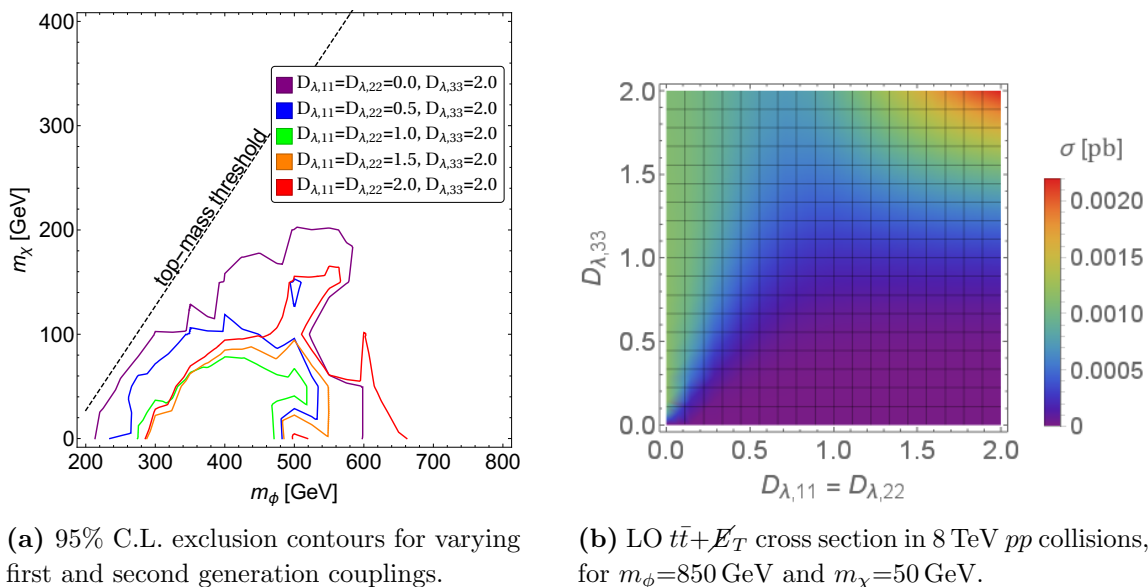 400
300
200
100
0
200
300
400
500
600
700
800
m_χ [GeV]
m_ϕ [GeV]
top-mass threshold
D_λ,11=D_λ,22=0.0, D_λ,33=2.0
D_λ,11=D_λ,22=0.5, D_λ,33=2.0
D_λ,11=D_λ,22=1.0, D_λ,33=2.0
D_λ,11=D_λ,22=1.5, D_λ,33=2.0
D_λ,11=D_λ,22=2.0, D_λ,33=2.0
(a) 95% C.L. exclusion contours for varying
first and second generation couplings.
2.0
1.5
1.0
0.5
0.0
0.0
0.5
1.0
1.5
2.0
D_λ,33
D_λ,11 = D_λ,22
σ [pb]
0.0020
0.0015
0.0010
0.0005
0
(b) LO tt̄+E̸_T cross section in 8 TeV pp collisions,
for m_ϕ=850 GeV and m_χ=50 GeV.